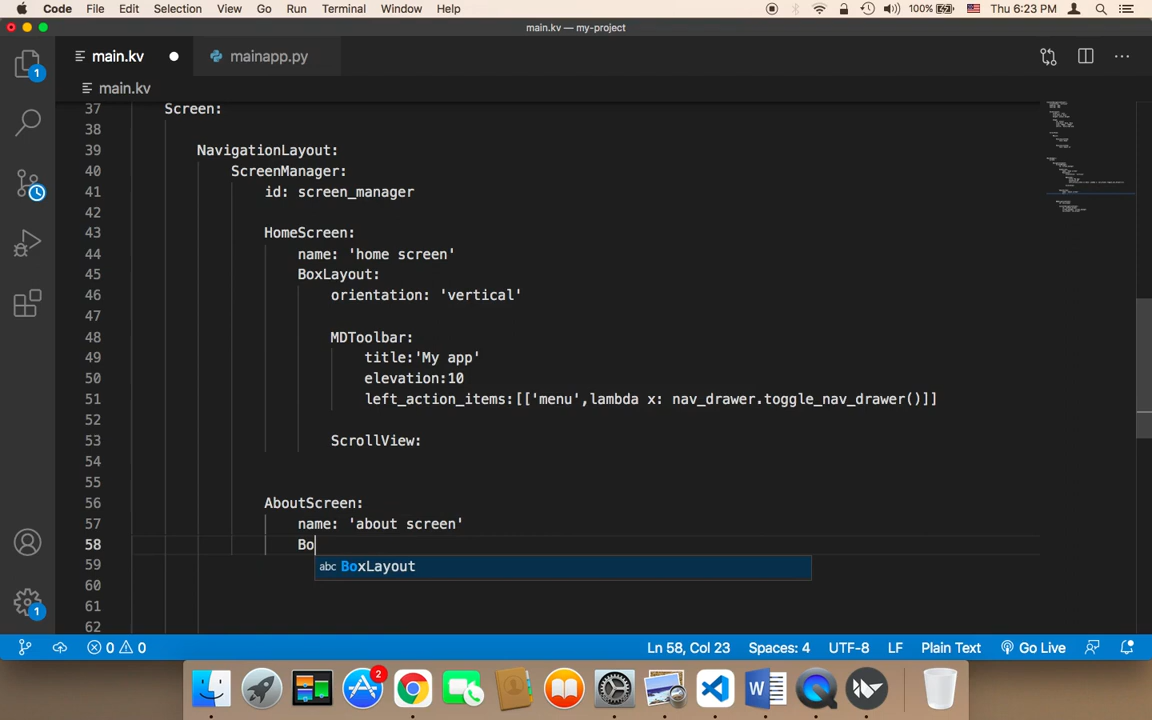 Code File Edit Selection View Go Run Terminal Window Help 100% Thu 6:23 PM
main.kv — my-project
main.kv mainapp.py
main.kv
37 Screen:
38
39 NavigationLayout:
40 ScreenManager:
41 id: screen_manager
42
43 HomeScreen:
44 name: 'home screen'
45 BoxLayout:
46 orientation: 'vertical'
47
48 MDToolbar:
49 title:'My app'
50 elevation:10
51 left_action_items:[['menu',lambda x: nav_drawer.toggle_nav_drawer()]]
52
53 ScrollView:
54
55
56 AboutScreen:
57 name: 'about screen'
58 Bo
abc BoxLayout
59
60
61
62
1
1
0 0 Ln 58, Col 23 Spaces: 4 UTF-8 LF Plain Text Go Live
2